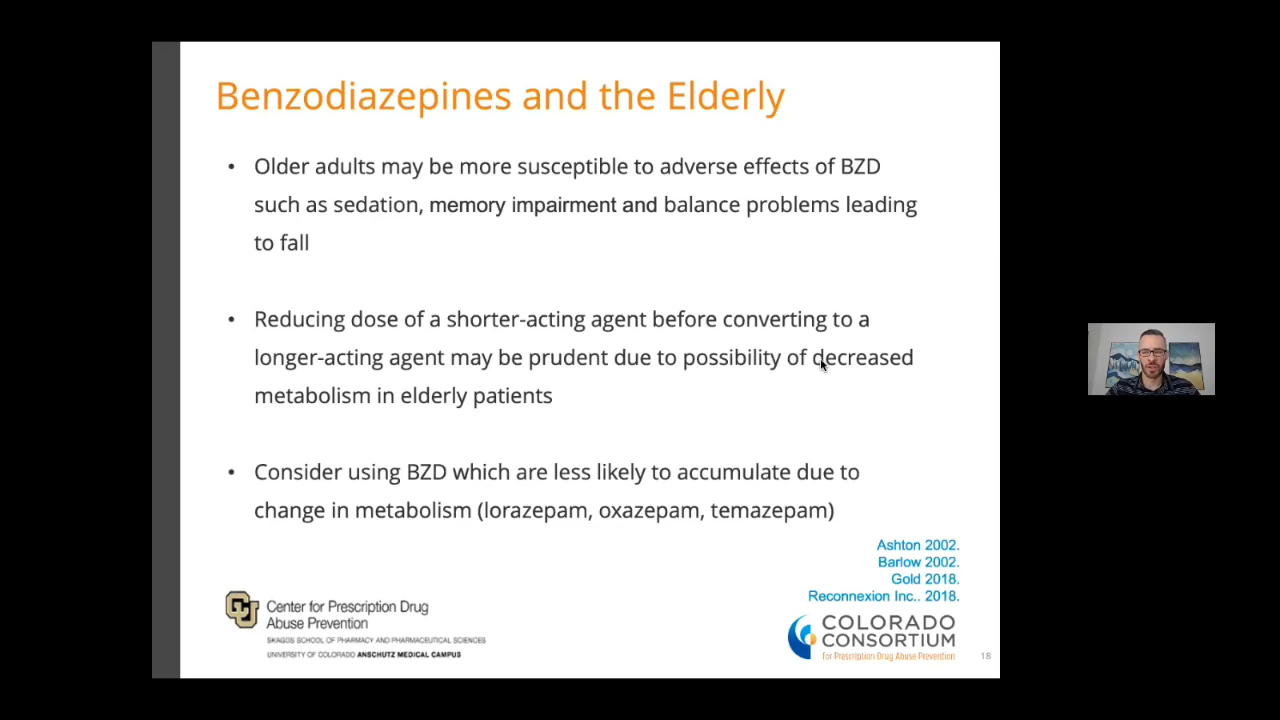 Benzodiazepines and the Elderly
• Older adults may be more susceptible to adverse effects of BZD
such as sedation, memory impairment and balance problems leading
to fall
• Reducing dose of a shorter-acting agent before converting to a
longer-acting agent may be prudent due to possibility of decreased
metabolism in elderly patients
• Consider using BZD which are less likely to accumulate due to
change in metabolism (lorazepam, oxazepam, temazepam)
Ashton 2002.
Barlow 2002.
Gold 2018.
Reconnexion Inc.. 2018.
CU
Center for Prescription Drug
Abuse Prevention
SKAGGS SCHOOL OF PHARMACY AND PHARMACEUTICAL SCIENCES
UNIVERSITY OF COLORADO ANSCHUTZ MEDICAL CAMPUS
COLORADO
CONSORTIUM
for Prescription Drug Abuse Prevention
18